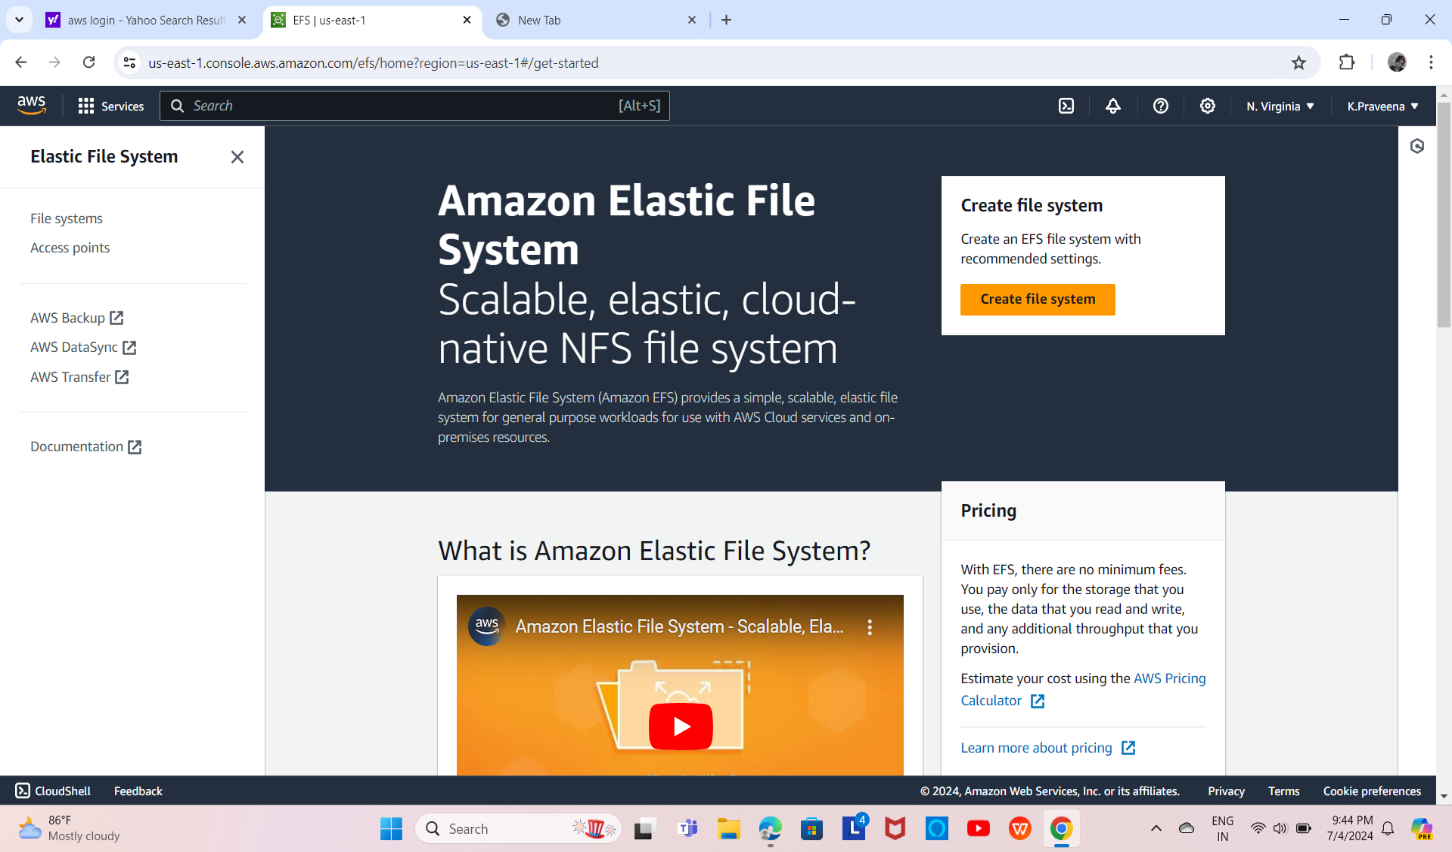 aws login - Yahoo Search Result
EFS | us-east-1
New Tab
us-east-1.console.aws.amazon.com/efs/home?region=us-east-1#/get-started
aws
Services
Search
[Alt+S]
N. Virginia
K.Praveena
Elastic File System
File systems
Access points
AWS Backup
AWS DataSync
AWS Transfer
Documentation
Amazon Elastic File
System
Scalable, elastic, cloud-
native NFS file system
Amazon Elastic File System (Amazon EFS) provides a simple, scalable, elastic file
system for general purpose workloads for use with AWS Cloud services and on-
premises resources.
Create file system
Create an EFS file system with
recommended settings.
Create file system
What is Amazon Elastic File System?
aws
Amazon Elastic File System - Scalable, Ela...
Pricing
With EFS, there are no minimum fees.
You pay only for the storage that you
use, the data that you read and write,
and any additional throughput that you
provision.
Estimate your cost using the AWS Pricing
Calculator
Learn more about pricing
CloudShell
Feedback
© 2024, Amazon Web Services, Inc. or its affiliates.
Privacy
Terms
Cookie preferences
86°F
Mostly cloudy
Search
L
4
ENG
IN
9:44 PM
7/4/2024
PRE